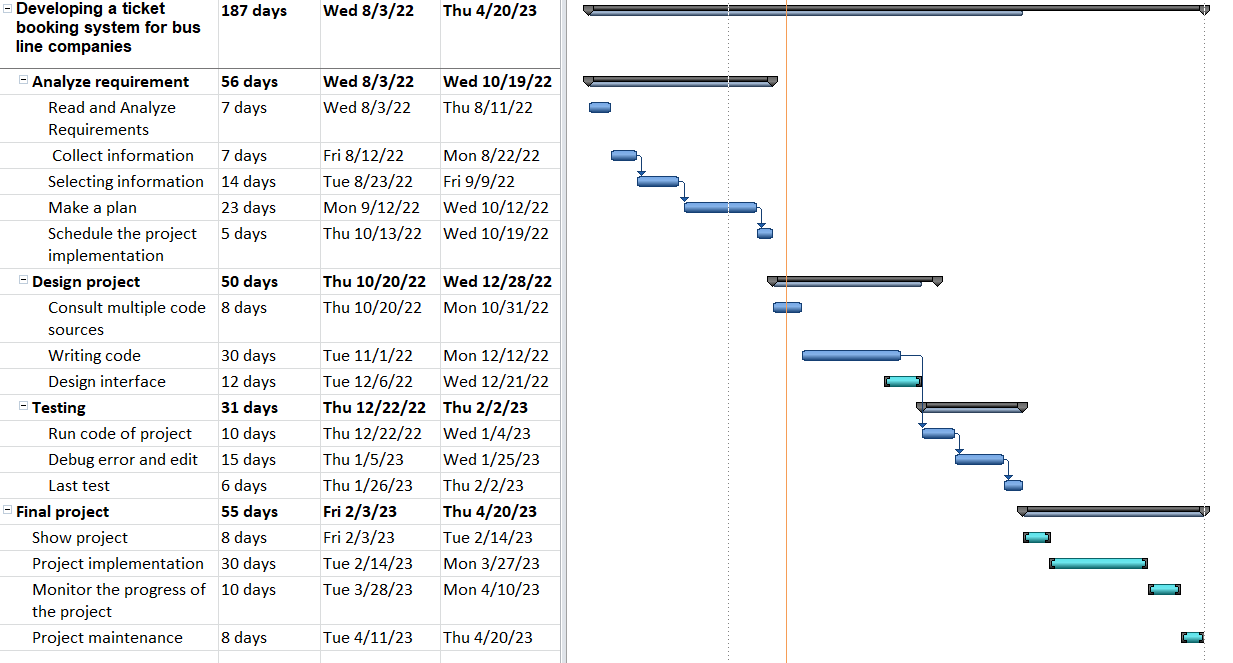 Developing a ticket booking system for bus line companies 187 days Wed 8/3/22 Thu 4/20/23
Analyze requirement 56 days Wed 8/3/22 Wed 10/19/22
Read and Analyze Requirements 7 days Wed 8/3/22 Thu 8/11/22
Collect information 7 days Fri 8/12/22 Mon 8/22/22
Selecting information 14 days Tue 8/23/22 Fri 9/9/22
Make a plan 23 days Mon 9/12/22 Wed 10/12/22
Schedule the project implementation 5 days Thu 10/13/22 Wed 10/19/22
Design project 50 days Thu 10/20/22 Wed 12/28/22
Consult multiple code sources 8 days Thu 10/20/22 Mon 10/31/22
Writing code 30 days Tue 11/1/22 Mon 12/12/22
Design interface 12 days Tue 12/6/22 Wed 12/21/22
Testing 31 days Thu 12/22/22 Thu 2/2/23
Run code of project 10 days Thu 12/22/22 Wed 1/4/23
Debug error and edit 15 days Thu 1/5/23 Wed 1/25/23
Last test 6 days Thu 1/26/23 Thu 2/2/23
Final project 55 days Fri 2/3/23 Thu 4/20/23
Show project 8 days Fri 2/3/23 Tue 2/14/23
Project implementation 30 days Tue 2/14/23 Mon 3/27/23
Monitor the progress of the project 10 days Tue 3/28/23 Mon 4/10/23
Project maintenance 8 days Tue 4/11/23 Thu 4/20/23